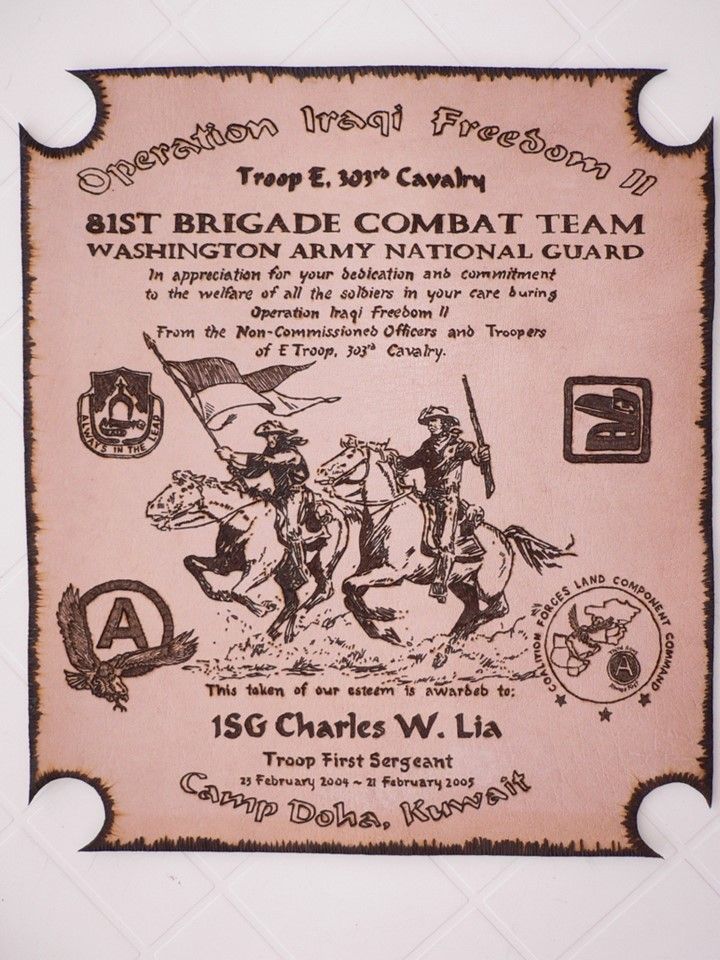 Operation Iraqi Freedom II
Troop E, 303rd Cavalry
81ST BRIGADE COMBAT TEAM
WASHINGTON ARMY NATIONAL GUARD
In appreciation for your dedication and commitment
to the welfare of all the soldiers in your care during
Operation Iraqi Freedom II
From the Non-Commissioned Officers and Troopers
of E Troop, 303rd Cavalry.
ALWAYS IN THE LEAD
A
COALITION FORCES LAND COMPONENT COMMAND
A
This token of our esteem is awarded to:
1SG Charles W. Lia
Troop First Sergeant
23 February 2004 ~ 21 February 2005
Camp Doha, Kuwait